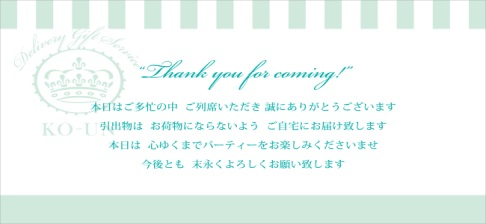 Delivery Gift Service
KO-UN
"Thank you for coming!"
本日はご多忙の中 ご列席いただき 誠にありがとうございます
引出物は お荷物にならないよう ご自宅にお届け致します
本日は 心ゆくまでパーティーをお楽しみくださいませ
今後とも 末永くよろしくお願い致します